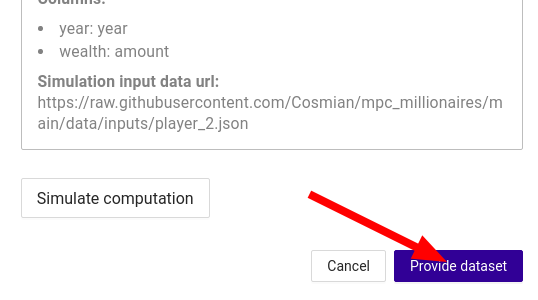 Columns:
• year: year
• wealth: amount
Simulation input data url:
https://raw.githubusercontent.com/Cosmian/mpc_millionaires/m
ain/data/inputs/player_2.json
Simulate computation
Cancel
Provide dataset